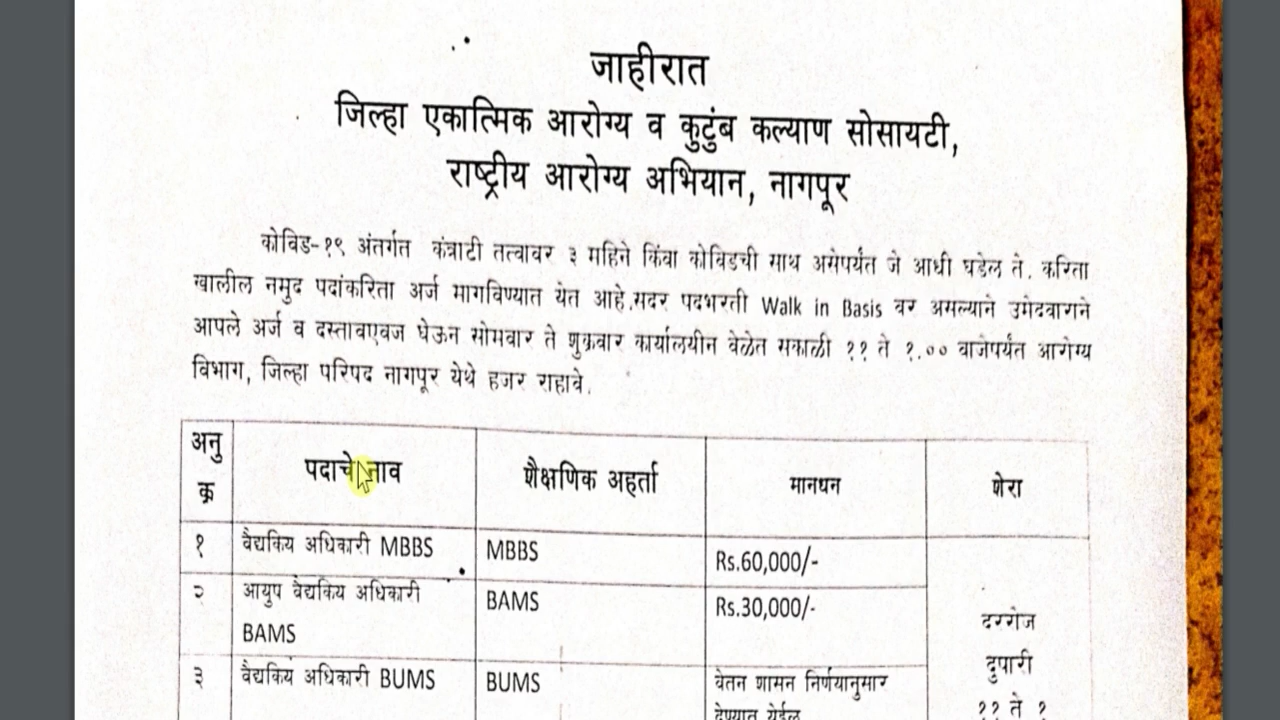 जाहीरात
जिल्हा एकात्मिक आरोग्य व कुटुंब कल्याण सोसायटी,
राष्ट्रीय आरोग्य अभियान, नागपूर
कोविड-१९ अंतर्गत कंत्राटी तत्वावर ३ महिने किंवा कोविडची साथ असेपर्यंत जे आधी घडेल ते. करिता
खालील नमुद पदांकरिता अर्ज मागविण्यात येत आहे.सदर पदभरती Walk in Basis वर असल्याने उमेदवाराने
आपले अर्ज व दस्तावएवज घेऊन सोमवार ते शुक्रवार कार्यालयीन वेळेत सकाळी ११ ते १.०० वाजेपर्यंत आरोग्य
विभाग, जिल्हा परिषद नागपूर येथे हजर राहावे.
अनु क्र पदाचे नाव शैक्षणिक अहर्ता मानधन शेरा
१ वैद्यकिय अधिकारी MBBS MBBS Rs.60,000/-
२ आयुष वैद्यकिय अधिकारी BAMS BAMS Rs.30,000/-
३ वैद्यकिय अधिकारी BUMS BUMS वेतन शासन निर्णयानुसार देण्यात येईल
दररोज
दुपारी
११ ते १